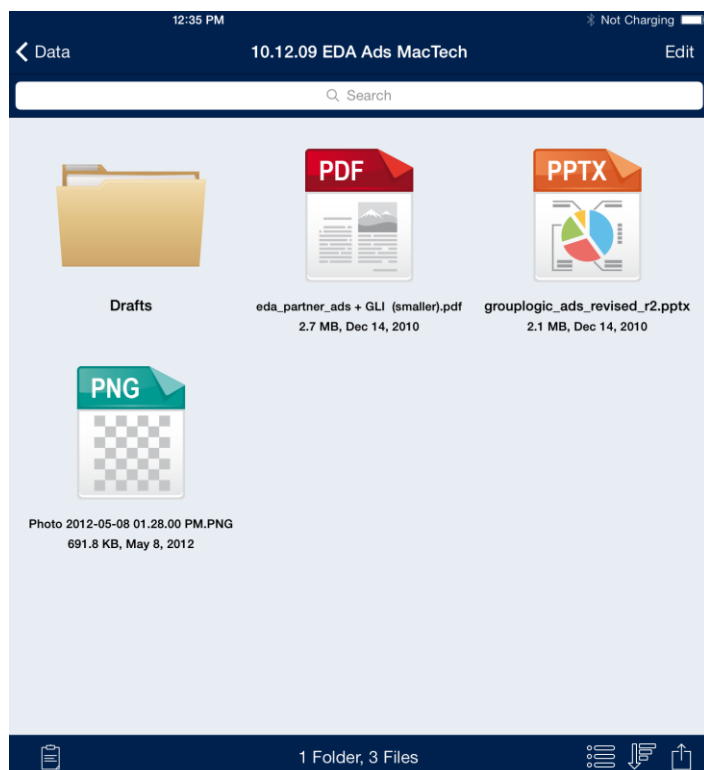 12:35 PM
Not Charging
Data
10.12.09 EDA Ads MacTech
Edit
Search
PDF
PPTX
Drafts
eda_partner_ads + GLI (smaller).pdf
2.7 MB, Dec 14, 2010
grouplogic_ads_revised_r2.pptx
2.1 MB, Dec 14, 2010
PNG
Photo 2012-05-08 01.28.00 PM.PNG
691.8 KB, May 8, 2012
1 Folder, 3 Files